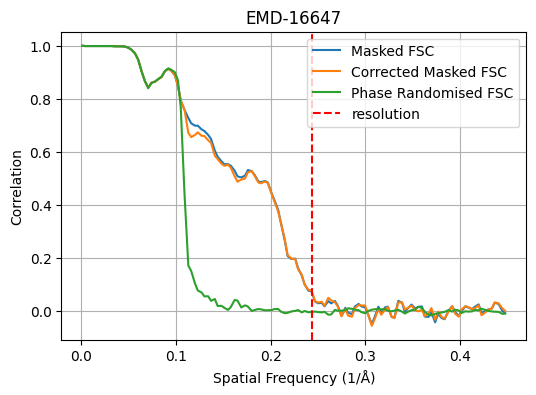 EMD-16647
Masked FSC
Corrected Masked FSC
Phase Randomised FSC
resolution
Correlation
1.0
0.8
0.6
0.4
0.2
0.0
0.0 0.1 0.2 0.3 0.4
Spatial Frequency (1/Å)